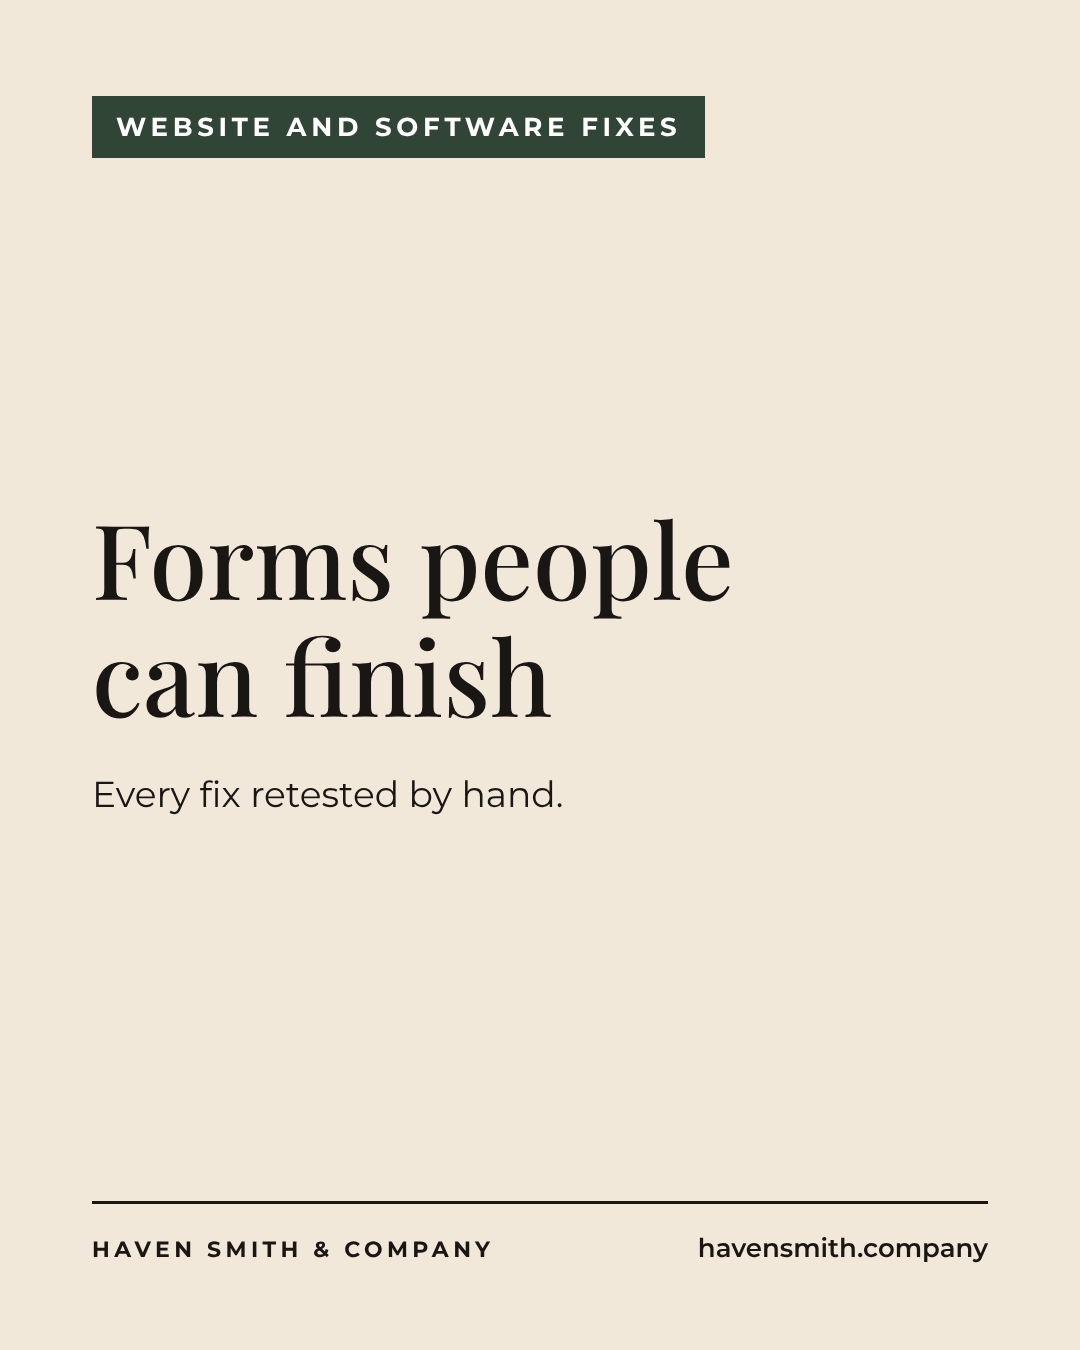 WEBSITE AND SOFTWARE FIXES
Forms people
can finish
Every fix retested by hand.
HAVEN SMITH & COMPANY
havensmith.company